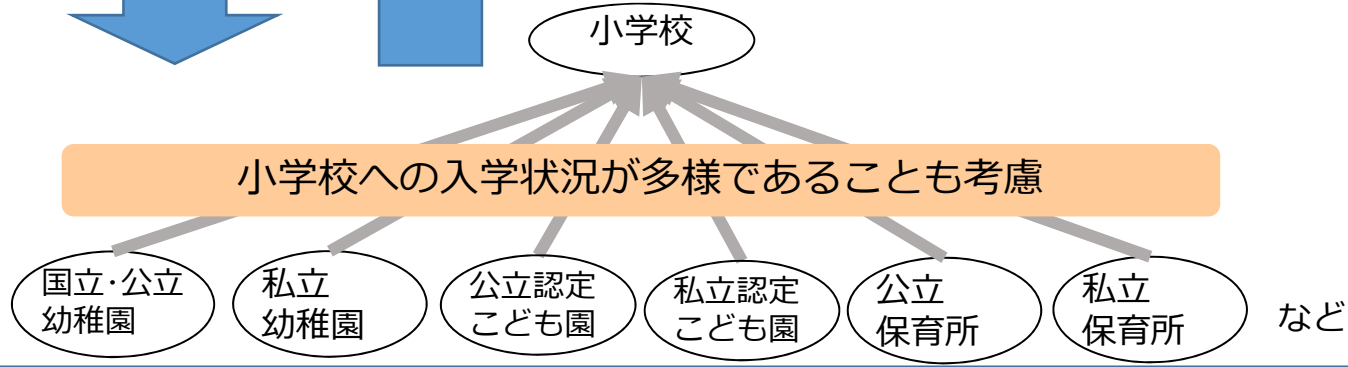 小学校
小学校への入学状況が多様であることも考慮
国立・公立
幼稚園
私立
幼稚園
公立認定
こども園
私立認定
こども園
公立
保育所
私立
保育所
など